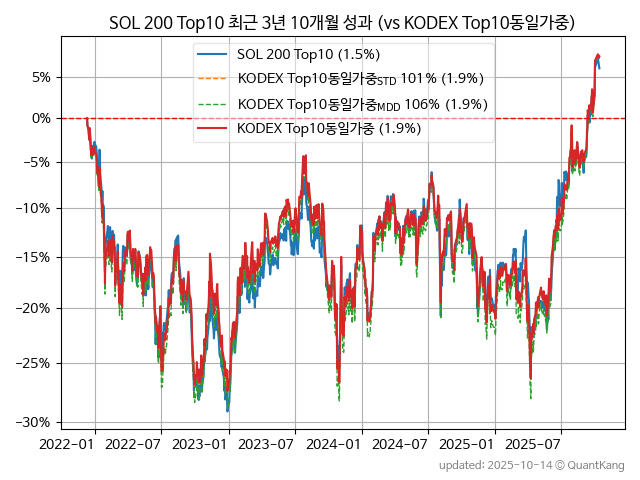 SOL 200 Top10 최근 3년 10개월 성과 (vs KODEX Top10동일가중)
SOL 200 Top10 (1.5%)
KODEX Top10동일가중STD 101% (1.9%)
KODEX Top10동일가중MDD 106% (1.9%)
KODEX Top10동일가중 (1.9%)
5%
0%
−5%
−10%
−15%
−20%
−25%
−30%
2022-01 2022-07 2023-01 2023-07 2024-01 2024-07 2025-01 2025-07
updated: 2025-10-14 © QuantKang